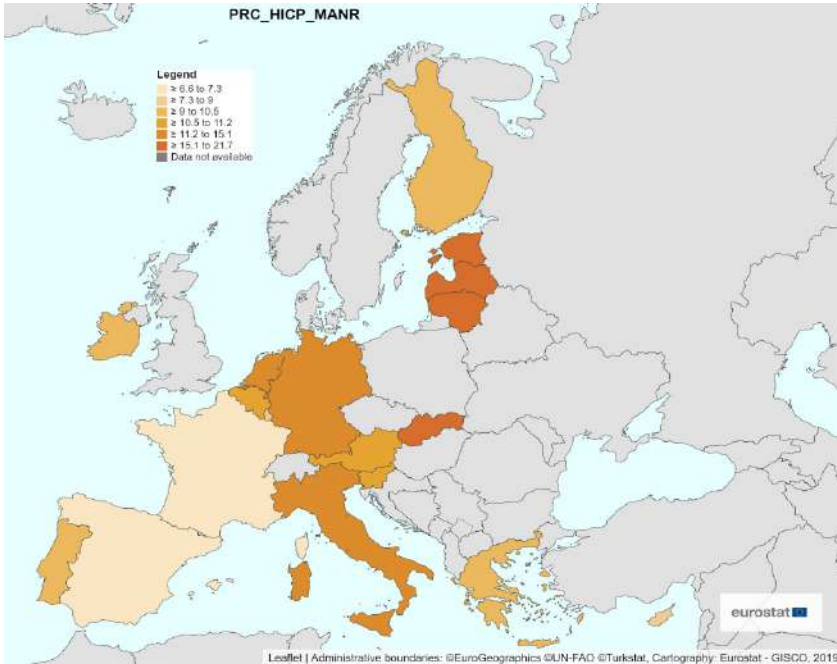 PRC_HICP_MANR
Legend
≥ 6.6 to 7.3
≥ 7.3 to 9
≥ 9 to 10.5
≥ 10.5 to 11.2
≥ 11.2 to 15.1
≥ 15.1 to 21.7
Data not available
eurostat
Leaflet | Administrative boundaries: ©EuroGeographics ©UN-FAO ©Turkstat, Cartography: Eurostat - GISCO, 2019